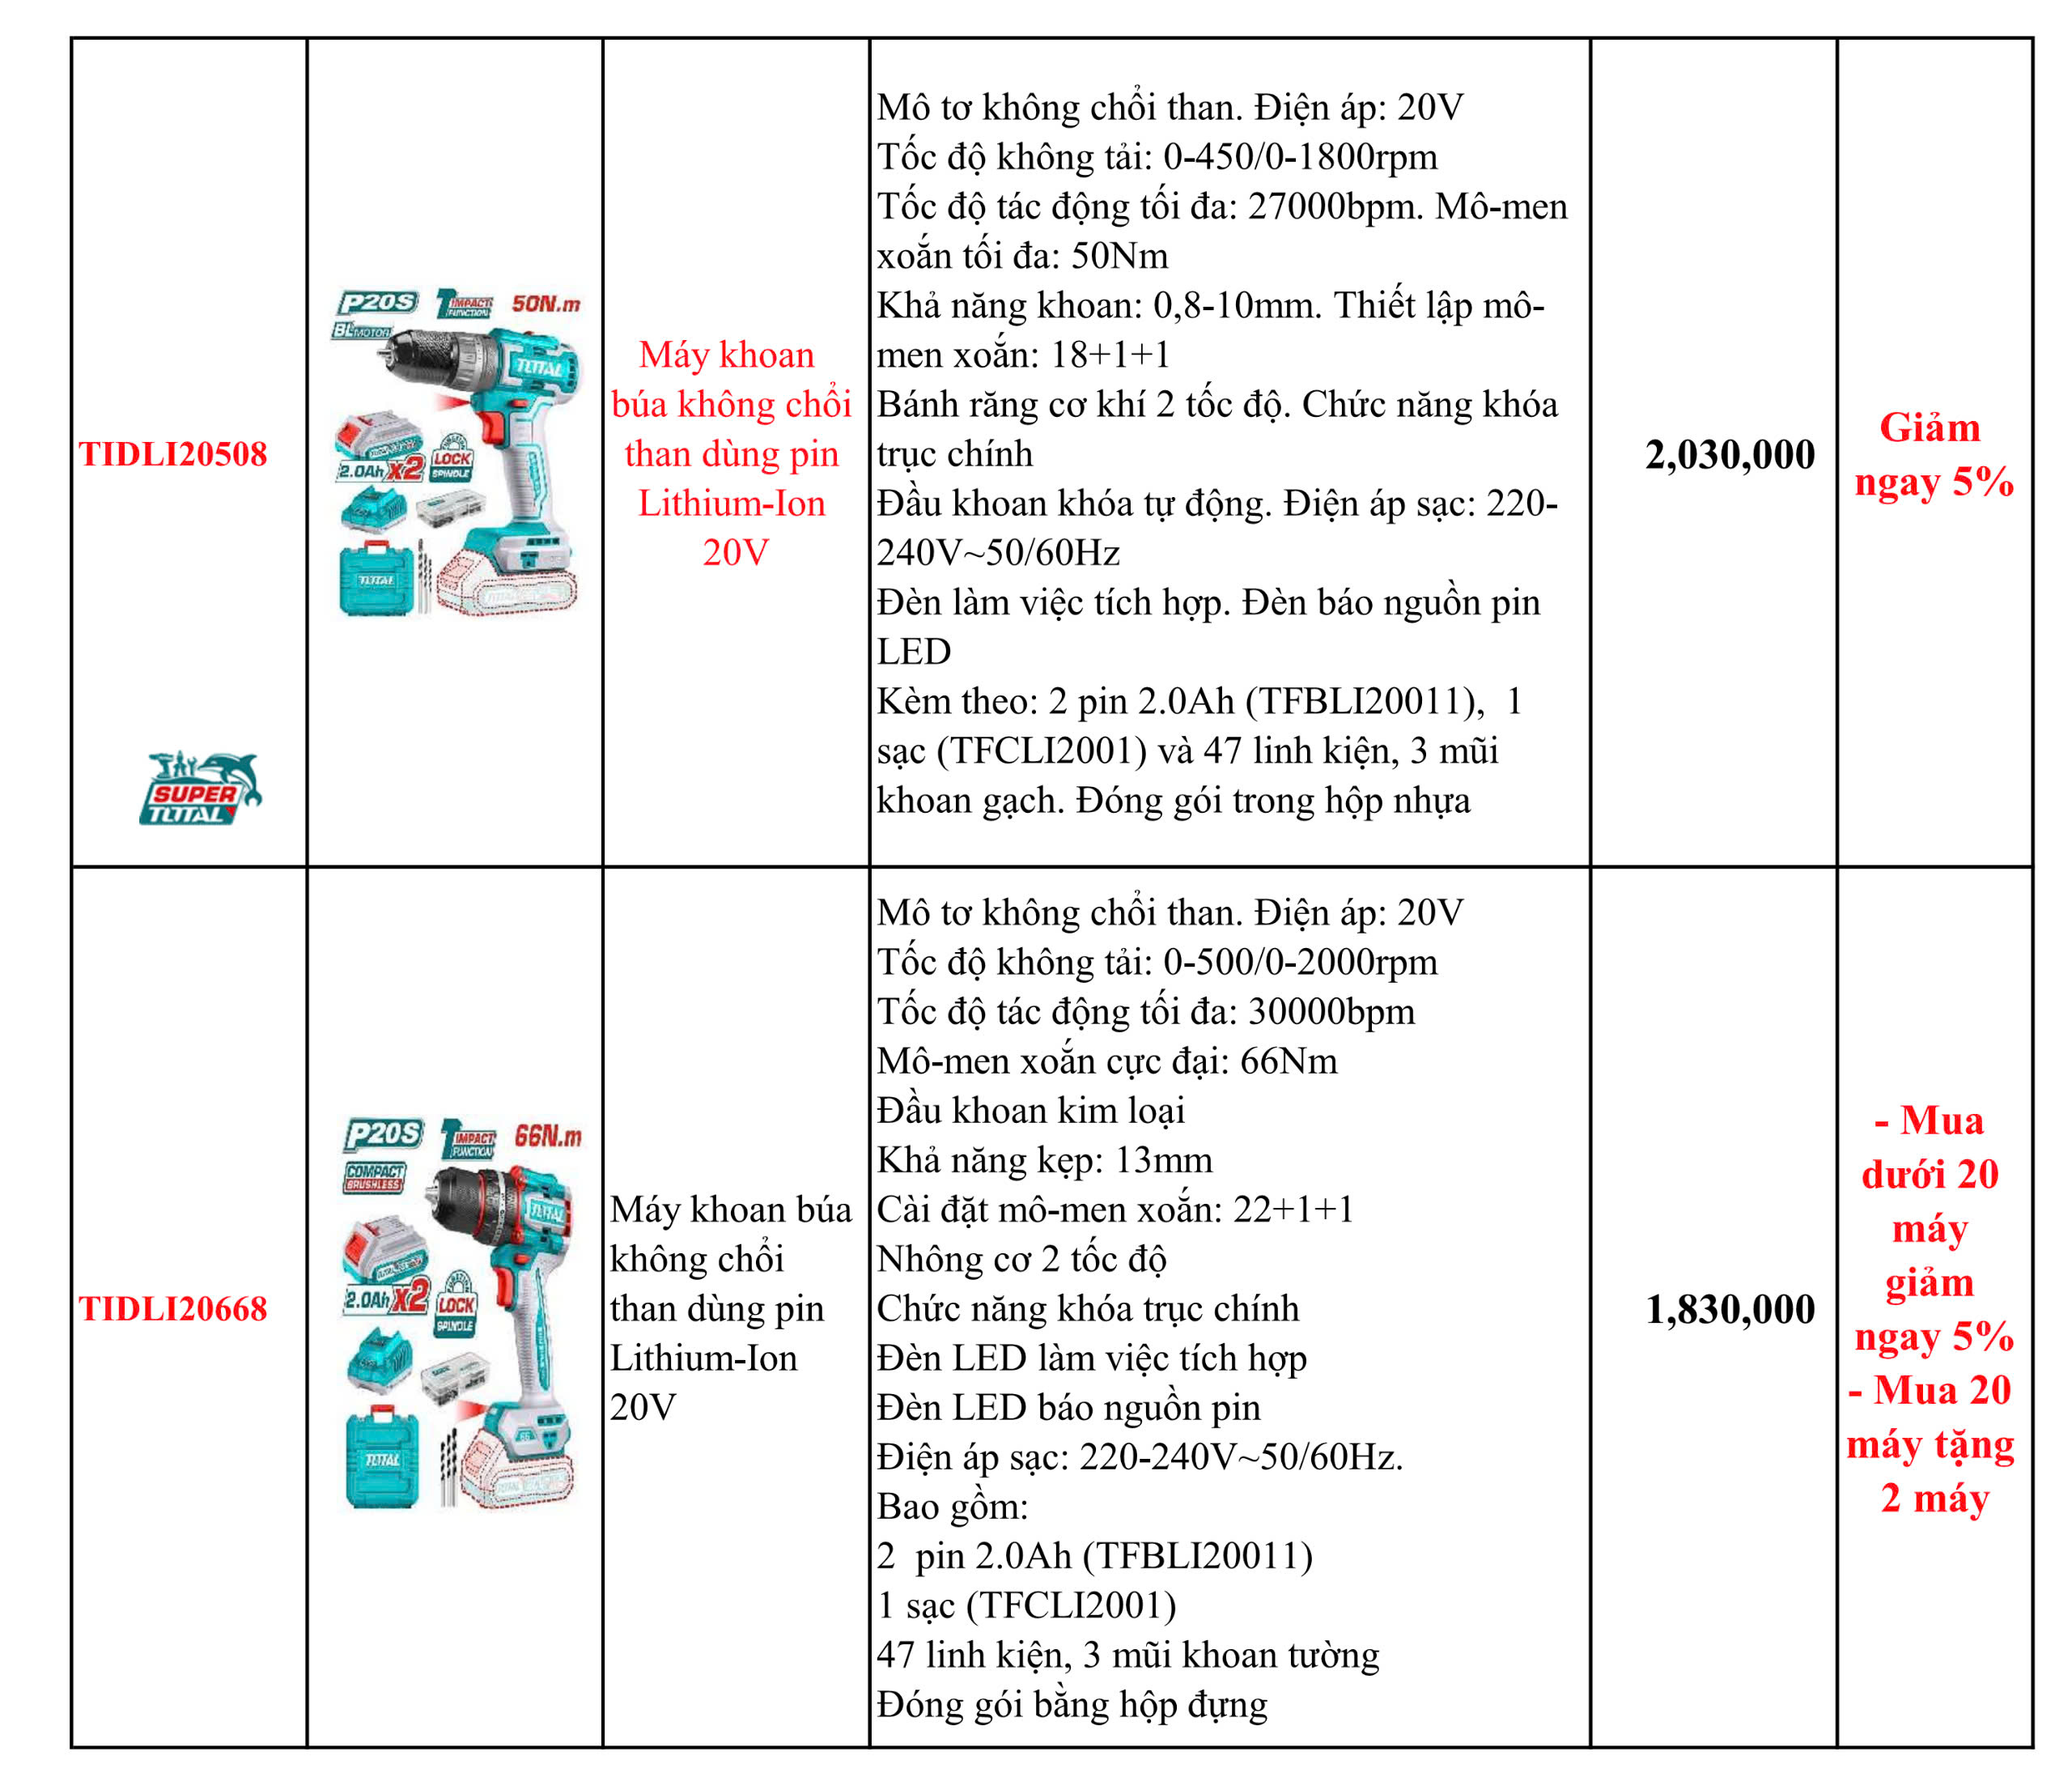 TIDLI20508
SUPER
TOTAL
P20S
IMPACT
FUNCTION
50N.m
BL MOTOR
TOTAL
2.0Ah X2
LOCK
SPINDLE
TOTAL
Máy khoan
búa không chổi
than dùng pin
Lithium-Ion
20V
Mô tơ không chổi than. Điện áp: 20V
Tốc độ không tải: 0-450/0-1800rpm
Tốc độ tác động tối đa: 27000bpm. Mô-men
xoắn tối đa: 50Nm
Khả năng khoan: 0,8-10mm. Thiết lập mô-
men xoắn: 18+1+1
Bánh răng cơ khí 2 tốc độ. Chức năng khóa
trục chính
Đầu khoan khóa tự động. Điện áp sạc: 220-
240V~50/60Hz
Đèn làm việc tích hợp. Đèn báo nguồn pin
LED
Kèm theo: 2 pin 2.0Ah (TFBLI20011),  1
sạc (TFCLI2001) và 47 linh kiện, 3 mũi
khoan gạch. Đóng gói trong hộp nhựa
2,030,000
Giảm
ngay 5%
TIDLI20668
P20S
IMPACT
FUNCTION
66N.m
COMPACT
BRUSHLESS
TOTAL
2.0Ah X2
LOCK
SPINDLE
TOTAL
Máy khoan búa
không chổi
than dùng pin
Lithium-Ion
20V
Mô tơ không chổi than. Điện áp: 20V
Tốc độ không tải: 0-500/0-2000rpm
Tốc độ tác động tối đa: 30000bpm
Mô-men xoắn cực đại: 66Nm
Đầu khoan kim loại
Khả năng kẹp: 13mm
Cài đặt mô-men xoắn: 22+1+1
Nhông cơ 2 tốc độ
Chức năng khóa trục chính
Đèn LED làm việc tích hợp
Đèn LED báo nguồn pin
Điện áp sạc: 220-240V~50/60Hz.
Bao gồm:
2  pin 2.0Ah (TFBLI20011)
1 sạc (TFCLI2001)
47 linh kiện, 3 mũi khoan tường
Đóng gói bằng hộp đựng
1,830,000
- Mua
dưới 20
máy
giảm
ngay 5%
- Mua 20
máy tặng
2 máy